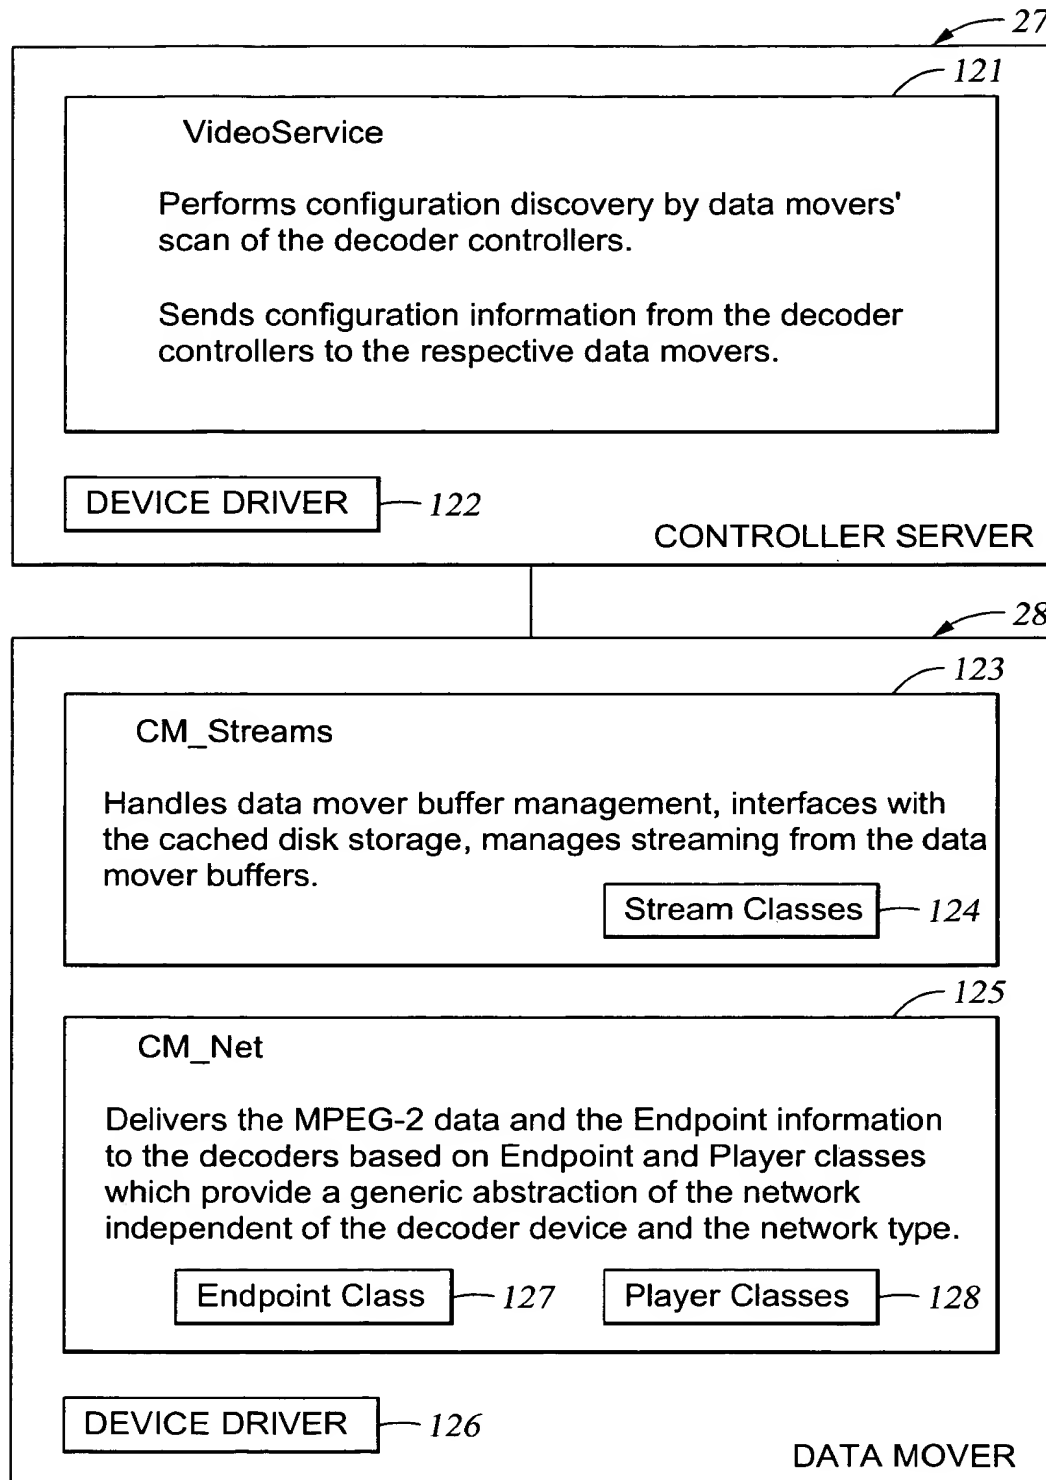 27
121
VideoService
Performs configuration discovery by data movers'
scan of the decoder controllers.
Sends configuration information from the decoder
controllers to the respective data movers.
DEVICE DRIVER
122
CONTROLLER SERVER
28
123
CM_Streams
Handles data mover buffer management, interfaces with
the cached disk storage, manages streaming from the data
mover buffers.
Stream Classes
124
125
CM_Net
Delivers the MPEG-2 data and the Endpoint information
to the decoders based on Endpoint and Player classes
which provide a generic abstraction of the network
independent of the decoder device and the network type.
Endpoint Class
127
Player Classes
128
DEVICE DRIVER
126
DATA MOVER